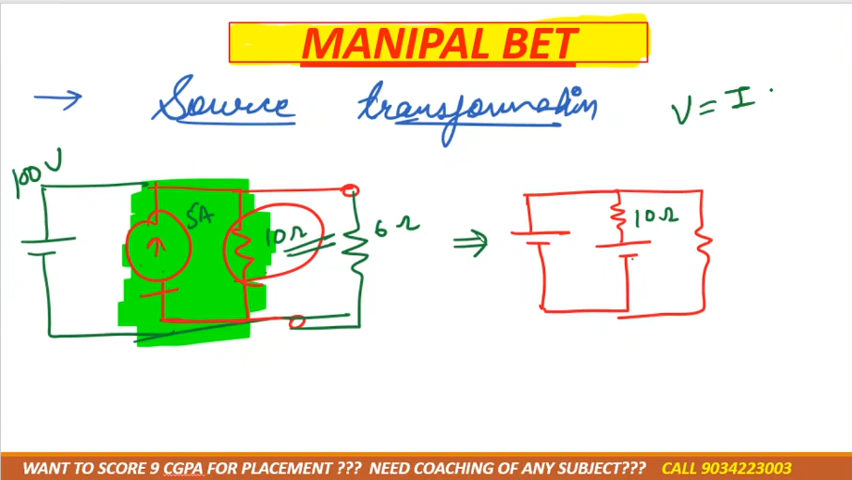 MANIPAL BET
→ Source transformation
V = I
100V
5A
10Ω
6Ω
⇒
10Ω
WANT TO SCORE 9 CGPA FOR PLACEMENT ??? NEED COACHING OF ANY SUBJECT??? CALL 9034223003